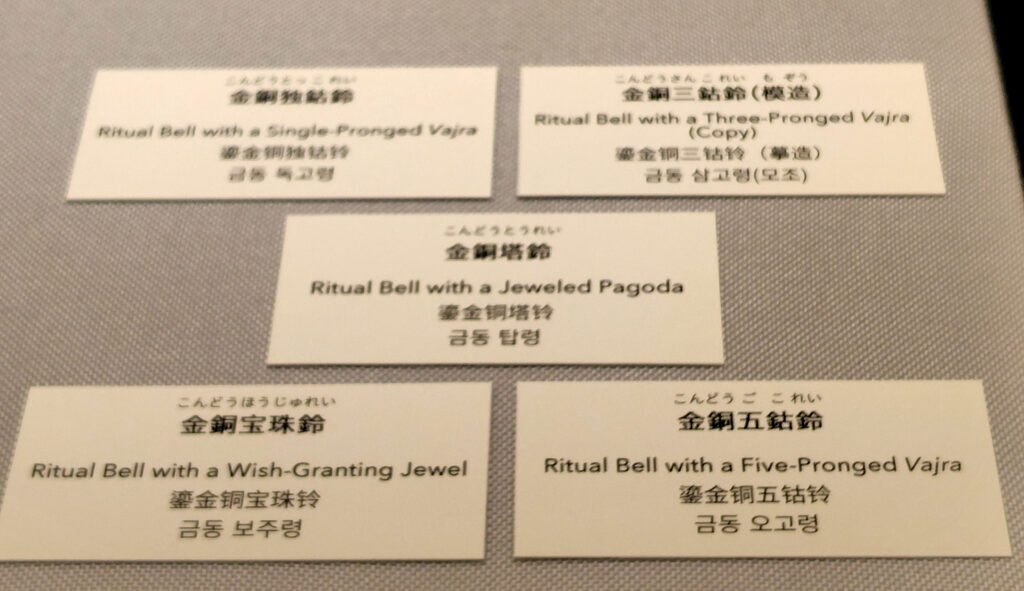 こんどうとっこれい
金銅独鈷鈴
Ritual Bell with a Single-Pronged Vajra
鎏金铜独钴铃
금동 독고령
こんどうさんこれい もぞう
金銅三鈷鈴(模造)
Ritual Bell with a Three-Pronged Vajra
(Copy)
鎏金铜三钴铃（摹造）
금동 삼고령(모조)
こんどうとうれい
金銅塔鈴
Ritual Bell with a Jeweled Pagoda
鎏金铜塔铃
금동 탑령
こんどうほうじゅれい
金銅宝珠鈴
Ritual Bell with a Wish-Granting Jewel
鎏金铜宝珠铃
금동 보주령
こんどうごこれい
金銅五鈷鈴
Ritual Bell with a Five-Pronged Vajra
鎏金铜五钴铃
금동 오고령